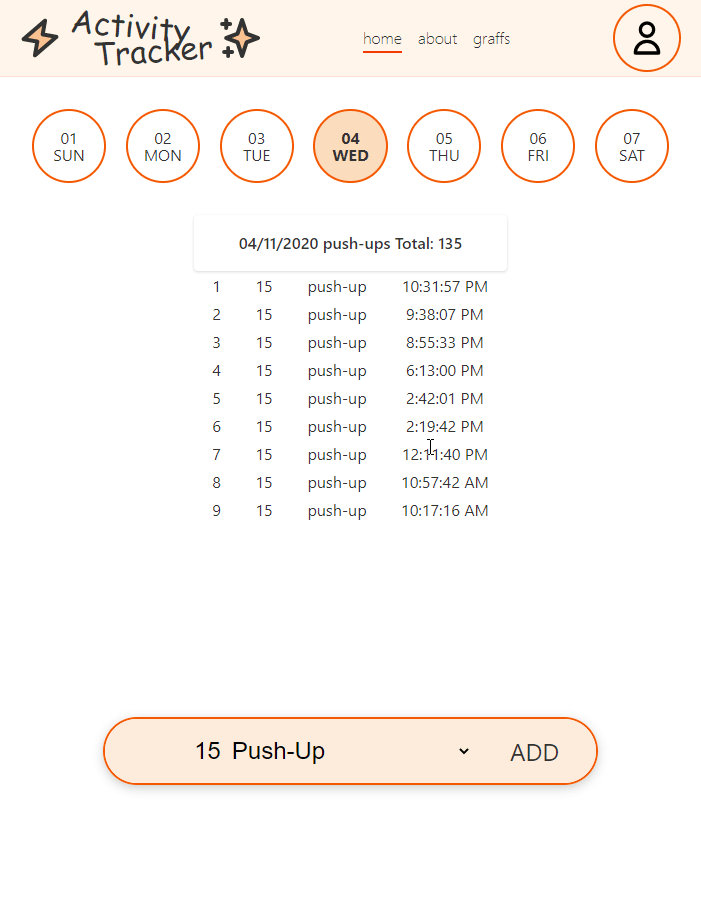 Activity
Tracker
home about graffs
01 SUN
02 MON
03 TUE
04 WED
05 THU
06 FRI
07 SAT
04/11/2020 push-ups Total: 135
1 15 push-up 10:31:57 PM
2 15 push-up 9:38:07 PM
3 15 push-up 8:55:33 PM
4 15 push-up 6:13:00 PM
5 15 push-up 2:42:01 PM
6 15 push-up 2:19:42 PM
7 15 push-up 12:11:40 PM
8 15 push-up 10:57:42 AM
9 15 push-up 10:17:16 AM
15 Push-Up ADD